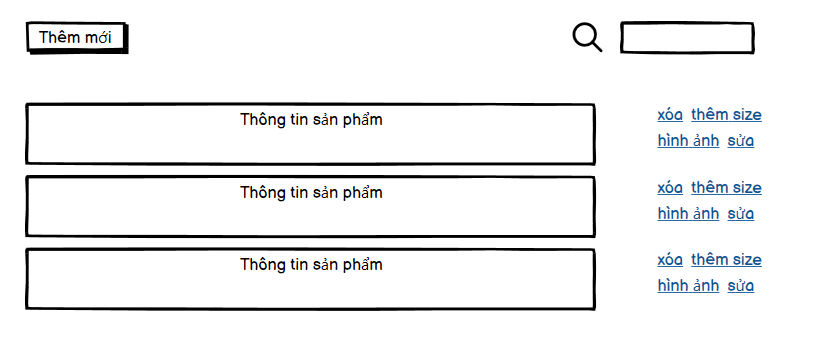 Thêm mới
Thông tin sản phẩm
xóa thêm size
hình ảnh sửa
Thông tin sản phẩm
xóa thêm size
hình ảnh sửa
Thông tin sản phẩm
xóa thêm size
hình ảnh sửa